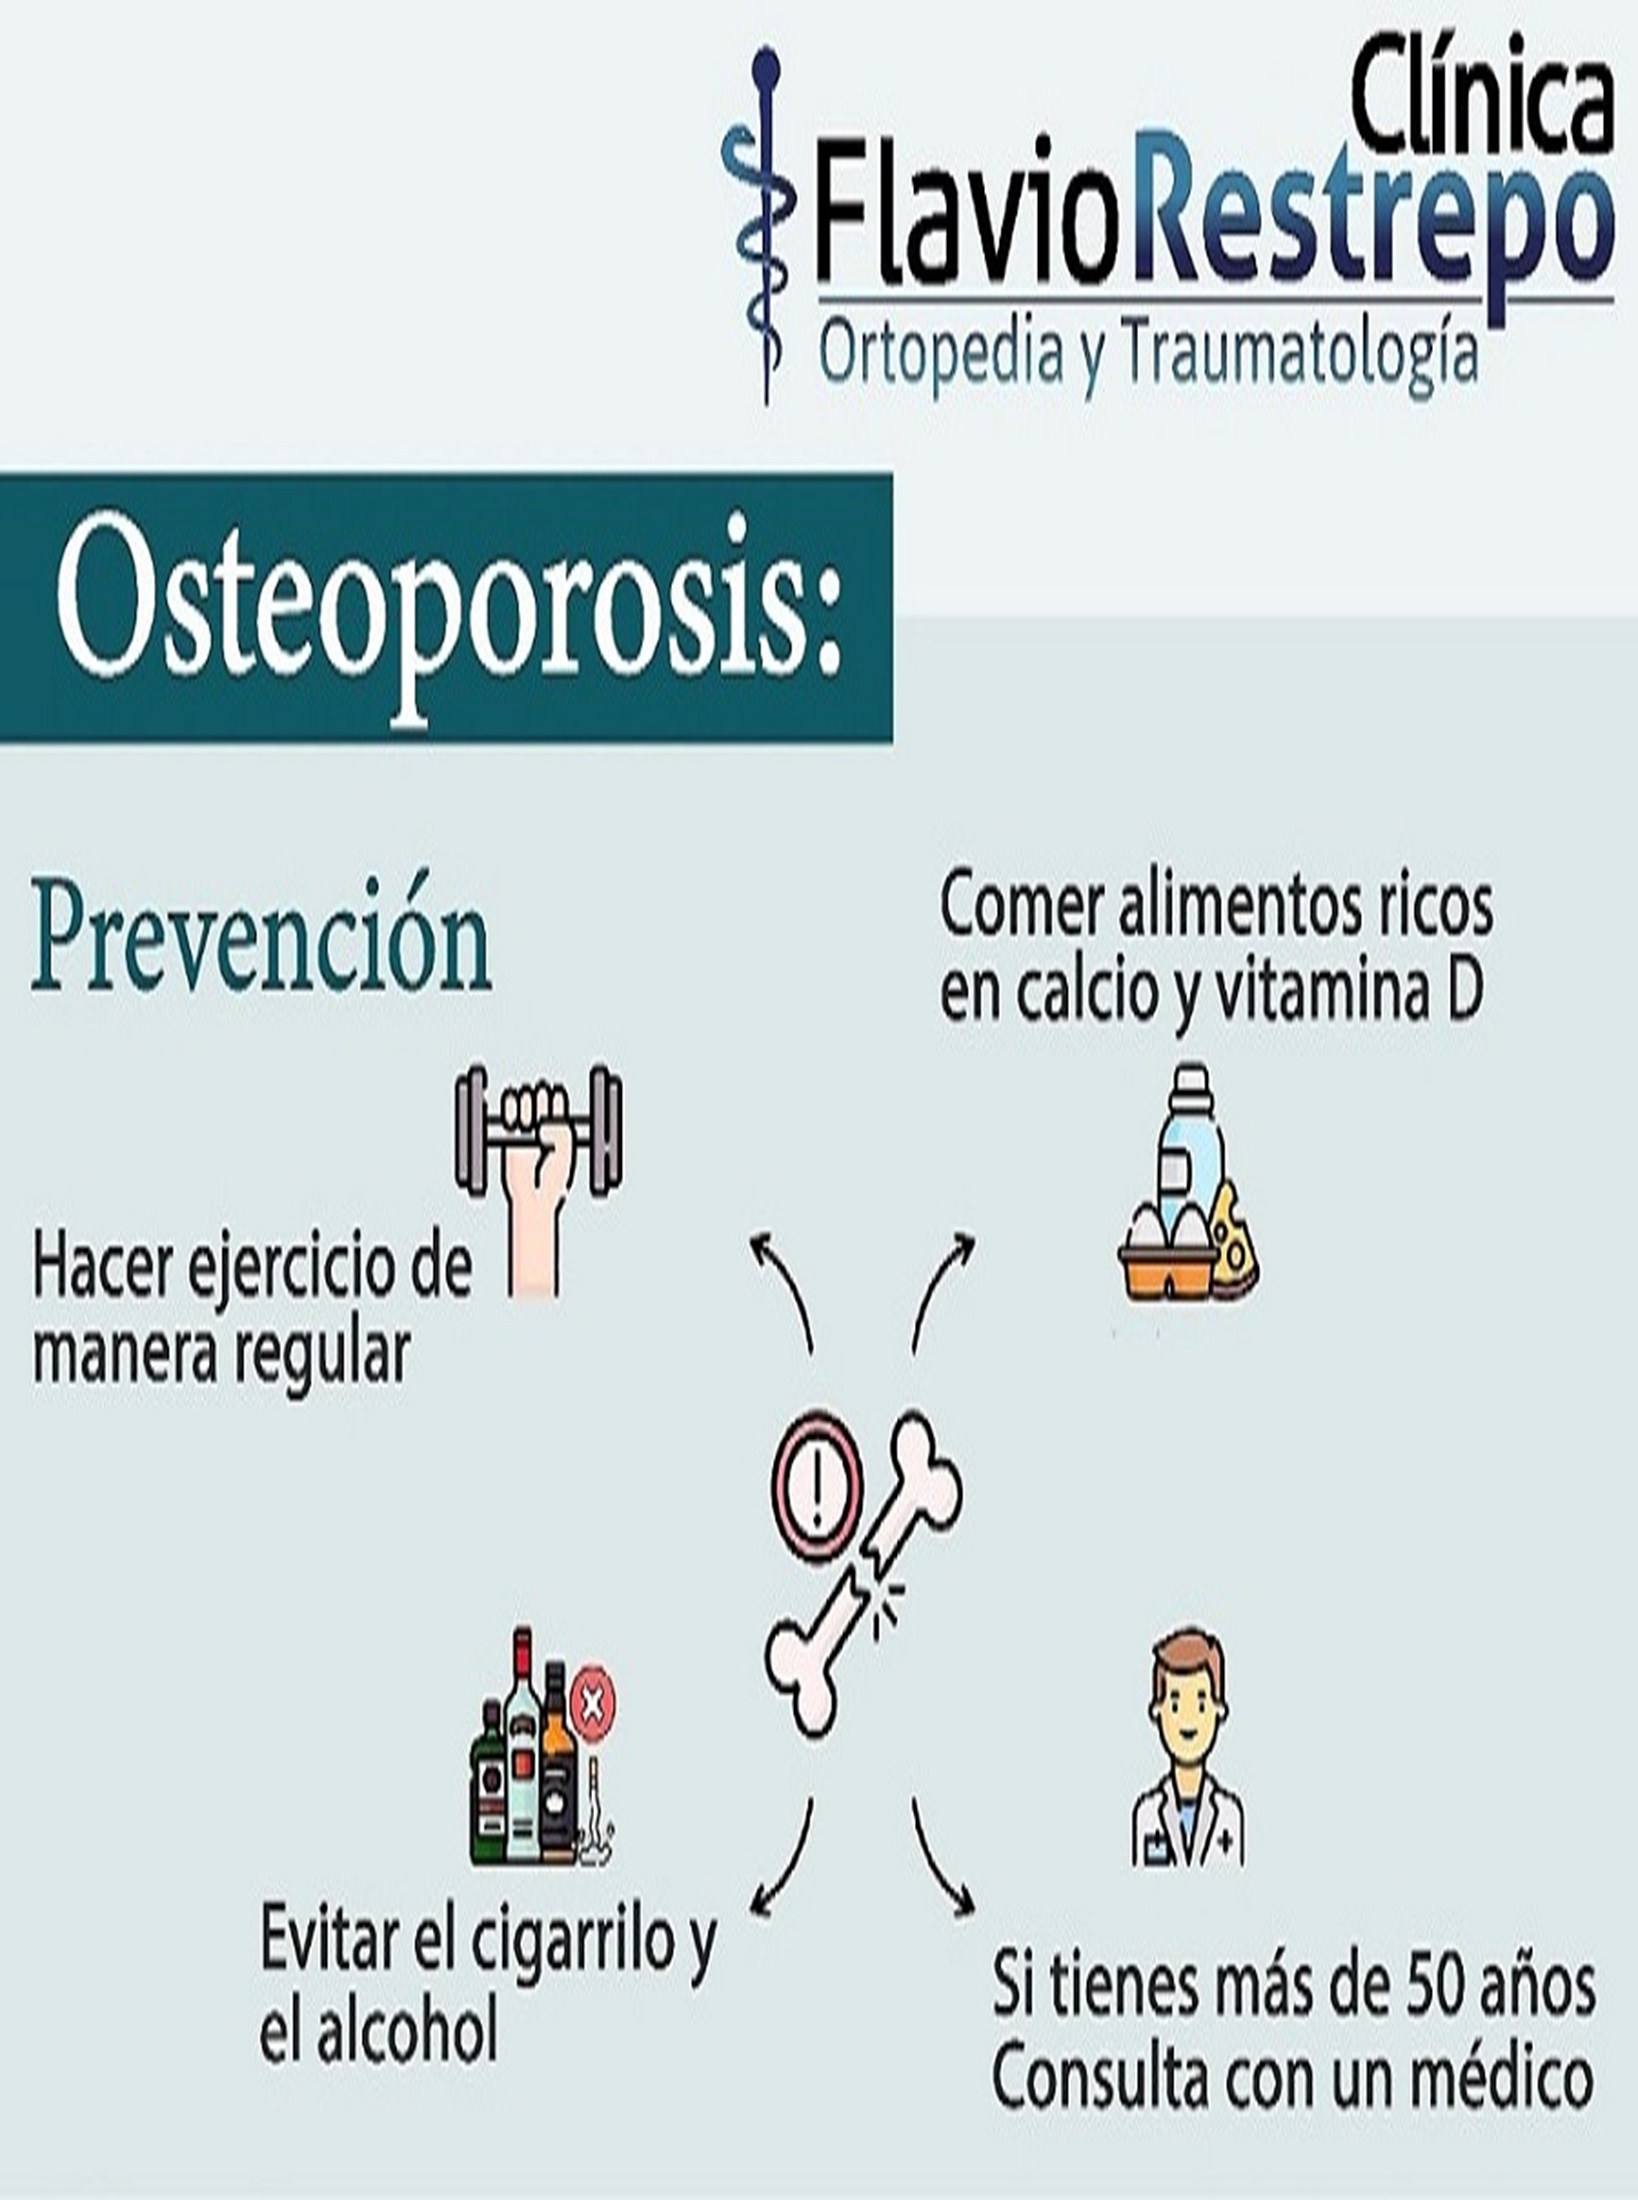 Clínica
FlavioRestrepo
Ortopedia y Traumatología
Osteoporosis:
Prevención
Comer alimentos ricos
en calcio y vitamina D
Hacer ejercicio de
manera regular
Evitar el cigarrilo y
el alcohol
Si tienes más de 50 años
Consulta con un médico